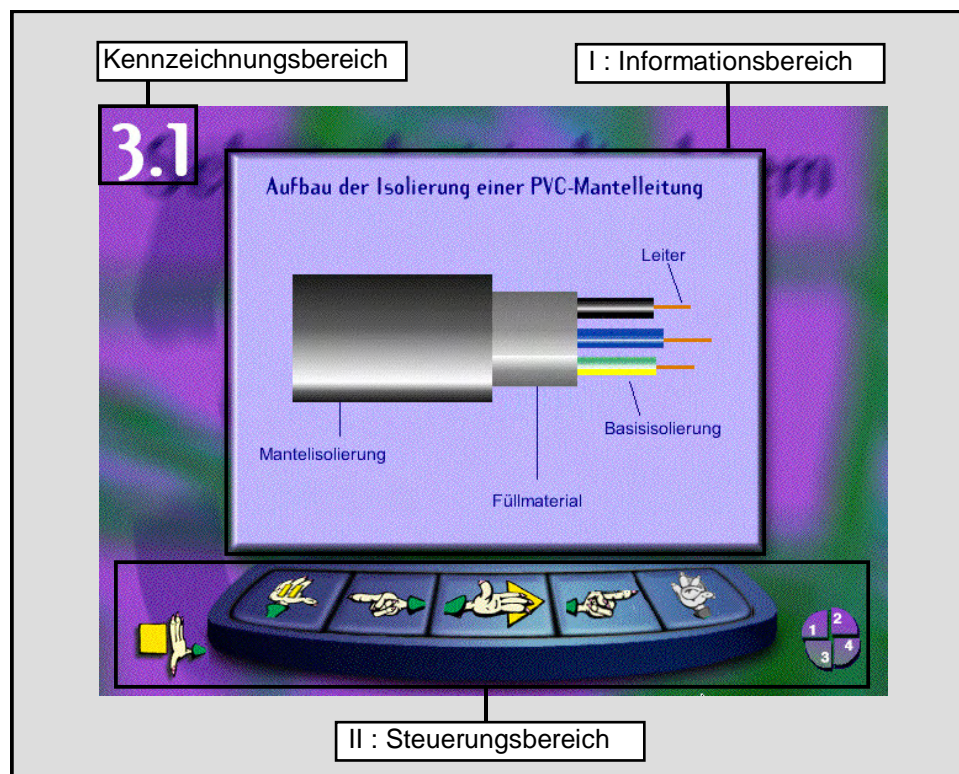 Kennzeichnungsbereich
I : Informationsbereich
3.1
Aufbau der Isolierung einer PVC-Mantelleitung
Leiter
Basisisolierung
Mantelisolierung
Füllmaterial
1 2
3 4
II : Steuerungsbereich